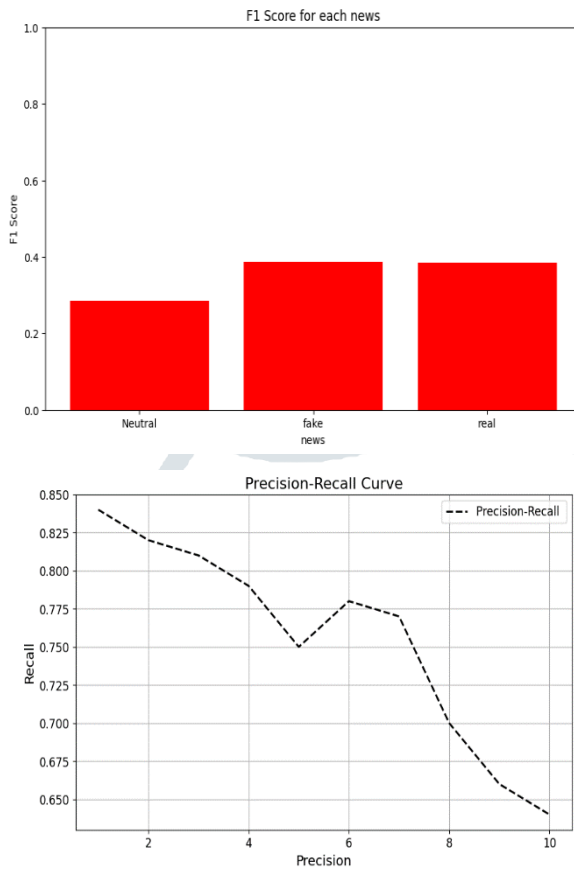 F1 Score for each news
1.0
0.8
0.6
0.4
0.2
0.0
F1 Score
Neutral fake real
news
Precision-Recall Curve
0.850
0.825
0.800
0.775
0.750
0.725
0.700
0.675
0.650
Recall
Precision-Recall
2 4 6 8 10
Precision